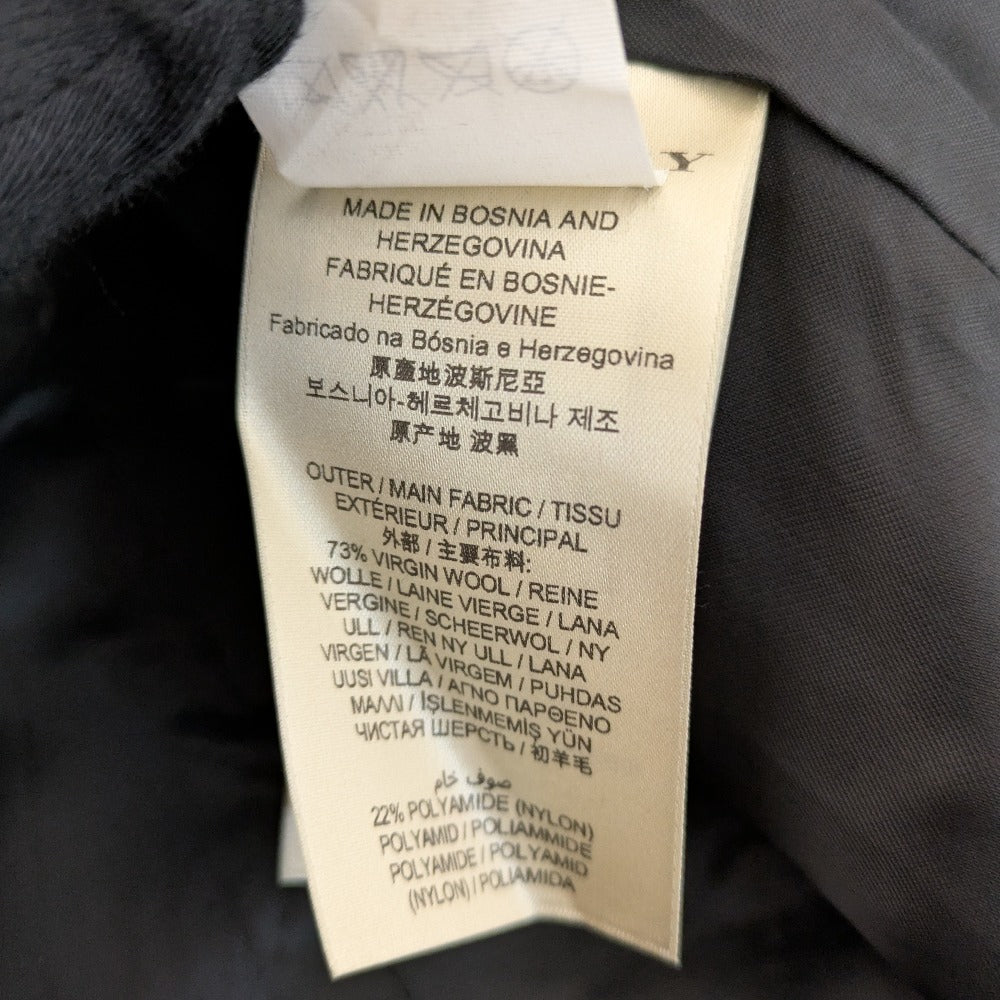 Y
MADE IN BOSNIA AND
HERZEGOVINA
FABRIQUÉ EN BOSNIE-
HERZÉGOVINE
Fabricado na Bósnia e Herzegovina
原產地波斯尼亞
보스니아-헤르체고비나 제조
原产地 波黑
OUTER / MAIN FABRIC / TISSU
EXTÉRIEUR / PRINCIPAL
外部 / 主要布料:
73% VIRGIN WOOL / REINE
WOLLE / LAINE VIERGE / LANA
VERGINE / SCHEERWOL / NY
ULL / REN NY ULL / LANA
VIRGEN / LÃ VIRGEM / PUHDAS
UUSI VILLA / ΑΓΝΟ ΠΑΡΘΕΝΟ
ΜΑΛΛΙ / İŞLENMEMİŞ YÜN
ЧИСТАЯ ШЕРСТЬ / 初羊毛
صوف خام
22% POLYAMIDE (NYLON)
POLYAMID / POLIAMMIDE
POLYAMIDE / POLYAMID
(NYLON) / POLIAMIDA